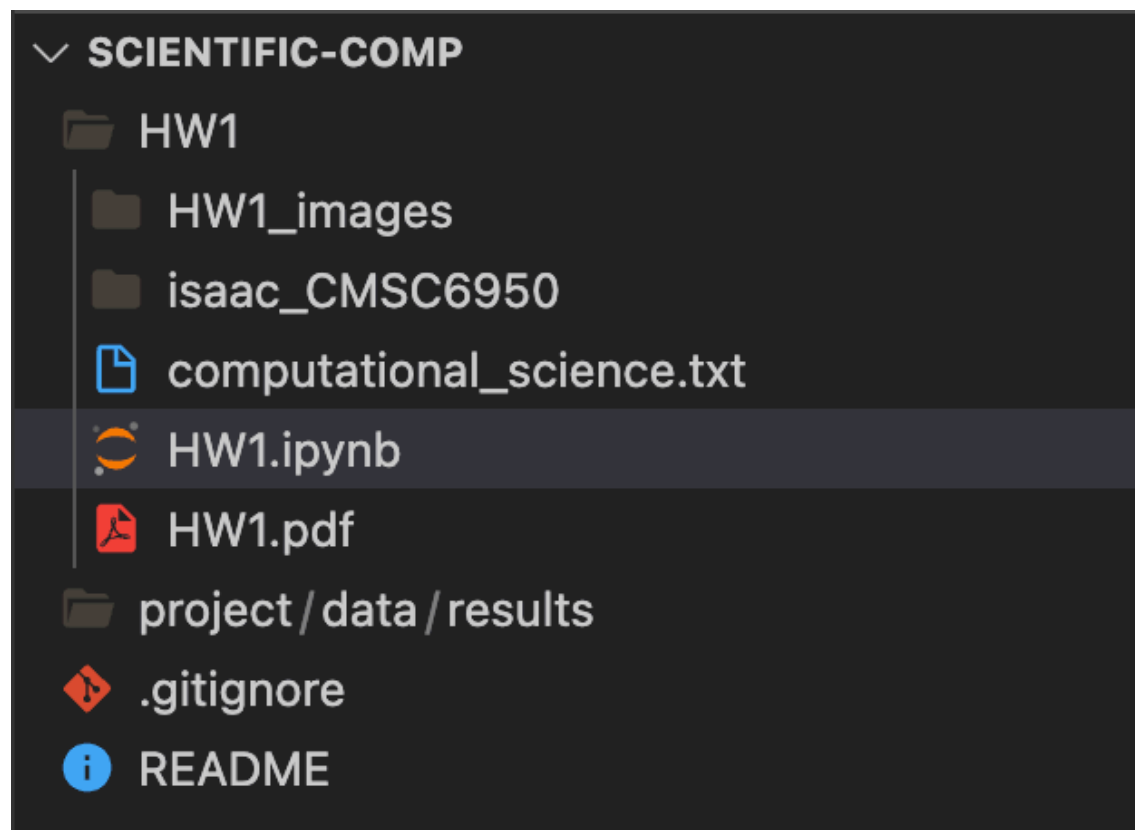 SCIENTIFIC-COMP
HW1
HW1_images
isaac_CMSC6950
computational_science.txt
HW1.ipynb
HW1.pdf
project/data/results
.gitignore
README